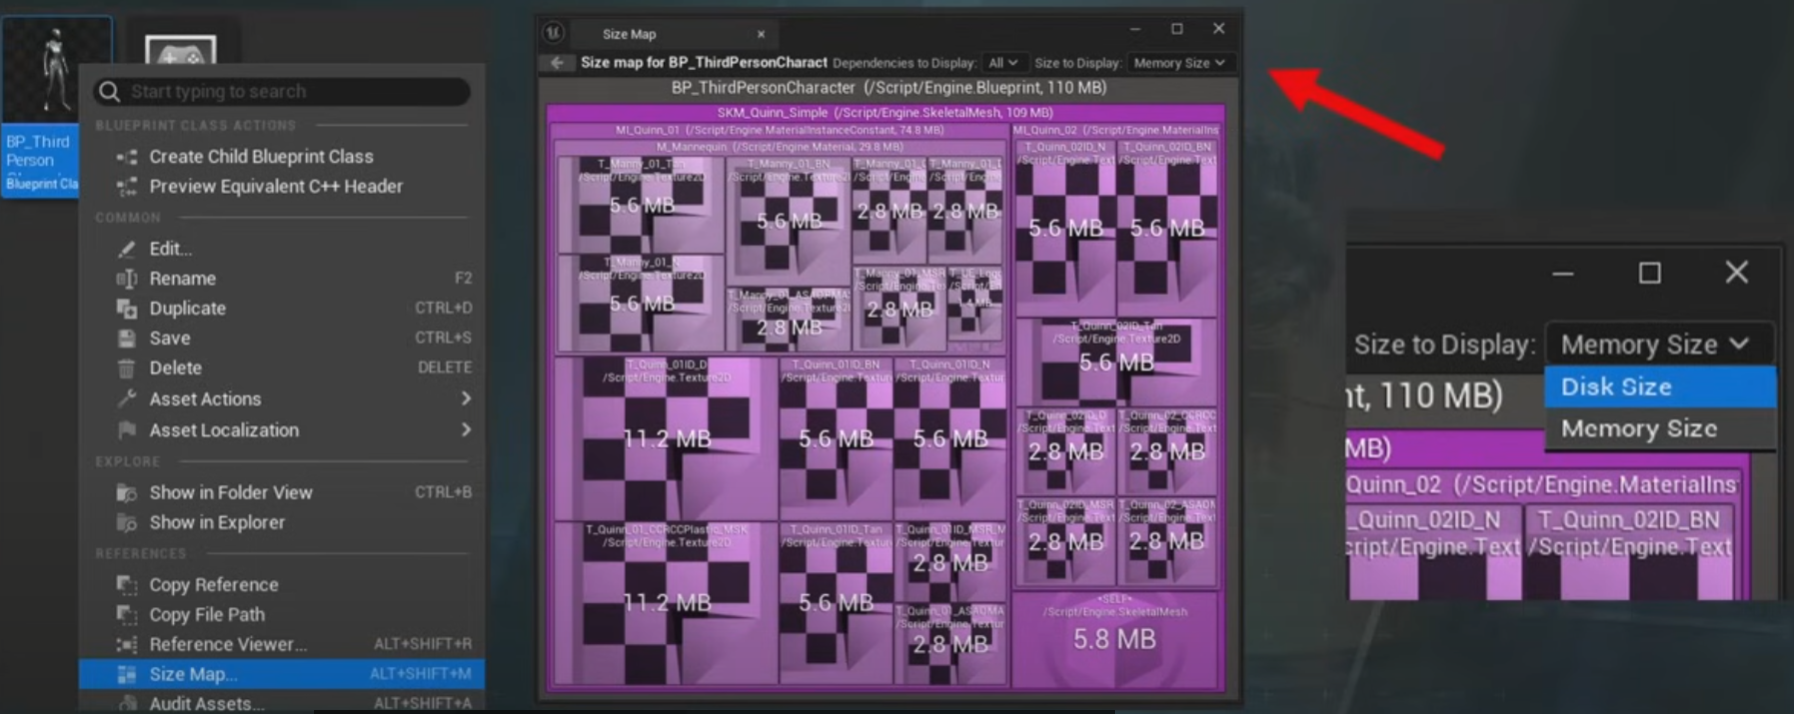 BP_Third
Person
Blueprint Cla
Start typing to search
BLUEPRINT CLASS ACTIONS
Create Child Blueprint Class
Preview Equivalent C++ Header
COMMON
Edit...
Rename F2
Duplicate CTRL+D
Save CTRL+S
Delete DELETE
Asset Actions
Asset Localization
EXPLORE
Show in Folder View CTRL+B
Show in Explorer
REFERENCES
Copy Reference
Copy File Path
Reference Viewer... ALT+SHIFT+R
Size Map... ALT+SHIFT+M
Audit Assets... ALT+SHIFT+A
Size Map
Size map for BP_ThirdPersonCharact Dependencies to Display: All Size to Display: Memory Size
BP_ThirdPersonCharacter (/Script/Engine.Blueprint, 110 MB)
SKM_Quinn_Simple (/Script/Engine.SkeletalMesh, 109 MB)
MI_Quinn_01 (/Script/Engine.MaterialInstanceConstant, 74.8 MB)
M_Mannequin (/Script/Engine.Material, 29.8 MB)
T_Manny_01_Tan
/Script/Engine.Texture2D
5.6 MB
T_Manny_01_BN
/Script/Engine.Texture2
5.6 MB
T_Manny_01_
/Script/Engine
2.8 MB
T_Manny_01_
/Script/Engine
2.8 MB
T_Manny_01_N
/Script/Engine.Texture2D
5.6 MB
T_Manny_01_ASAOPMA
/Script/Engine.Texture2
2.8 MB
T_Manny_01_MSR
/Script/Engine.Tex
2.8 MB
T_UE_Logo
T_Quinn_01ID_D
/Script/Engine.Texture2D
11.2 MB
T_Quinn_01ID_BN
/Script/Engine.Textur
5.6 MB
T_Quinn_01ID_N
/Script/Engine.Textur
5.6 MB
T_Quinn_01_CCRCCPlastic_MSK
/Script/Engine.Texture2D
11.2 MB
T_Quinn_01ID_Tan
/Script/Engine.Textur
5.6 MB
T_Quinn_01ID_MSR_M
/Script/Engine.Textur
2.8 MB
T_Quinn_01_ASAOMA
/Script/Engine.Textur
2.8 MB
MI_Quinn_02 (/Script/Engine.MaterialIns
T_Quinn_02ID_N
/Script/Engine.Text
5.6 MB
T_Quinn_02ID_BN
/Script/Engine.Text
5.6 MB
T_Quinn_02ID_Tan
/Script/Engine.Texture2D
5.6 MB
T_Quinn_02ID_D
/Script/Engine.Text
2.8 MB
T_Quinn_02_CCRCC
/Script/Engine.Text
2.8 MB
T_Quinn_02ID_MSR
/Script/Engine.Text
2.8 MB
T_Quinn_02_ASAOM
/Script/Engine.Text
2.8 MB
*SELF*
/Script/Engine.SkeletalMesh
5.8 MB
Size to Display: Memory Size
Disk Size
Memory Size
nt, 110 MB)
MB)
Quinn_02 (/Script/Engine.MaterialIns
_Quinn_02ID_N
cript/Engine.Text
T_Quinn_02ID_BN
/Script/Engine.Text